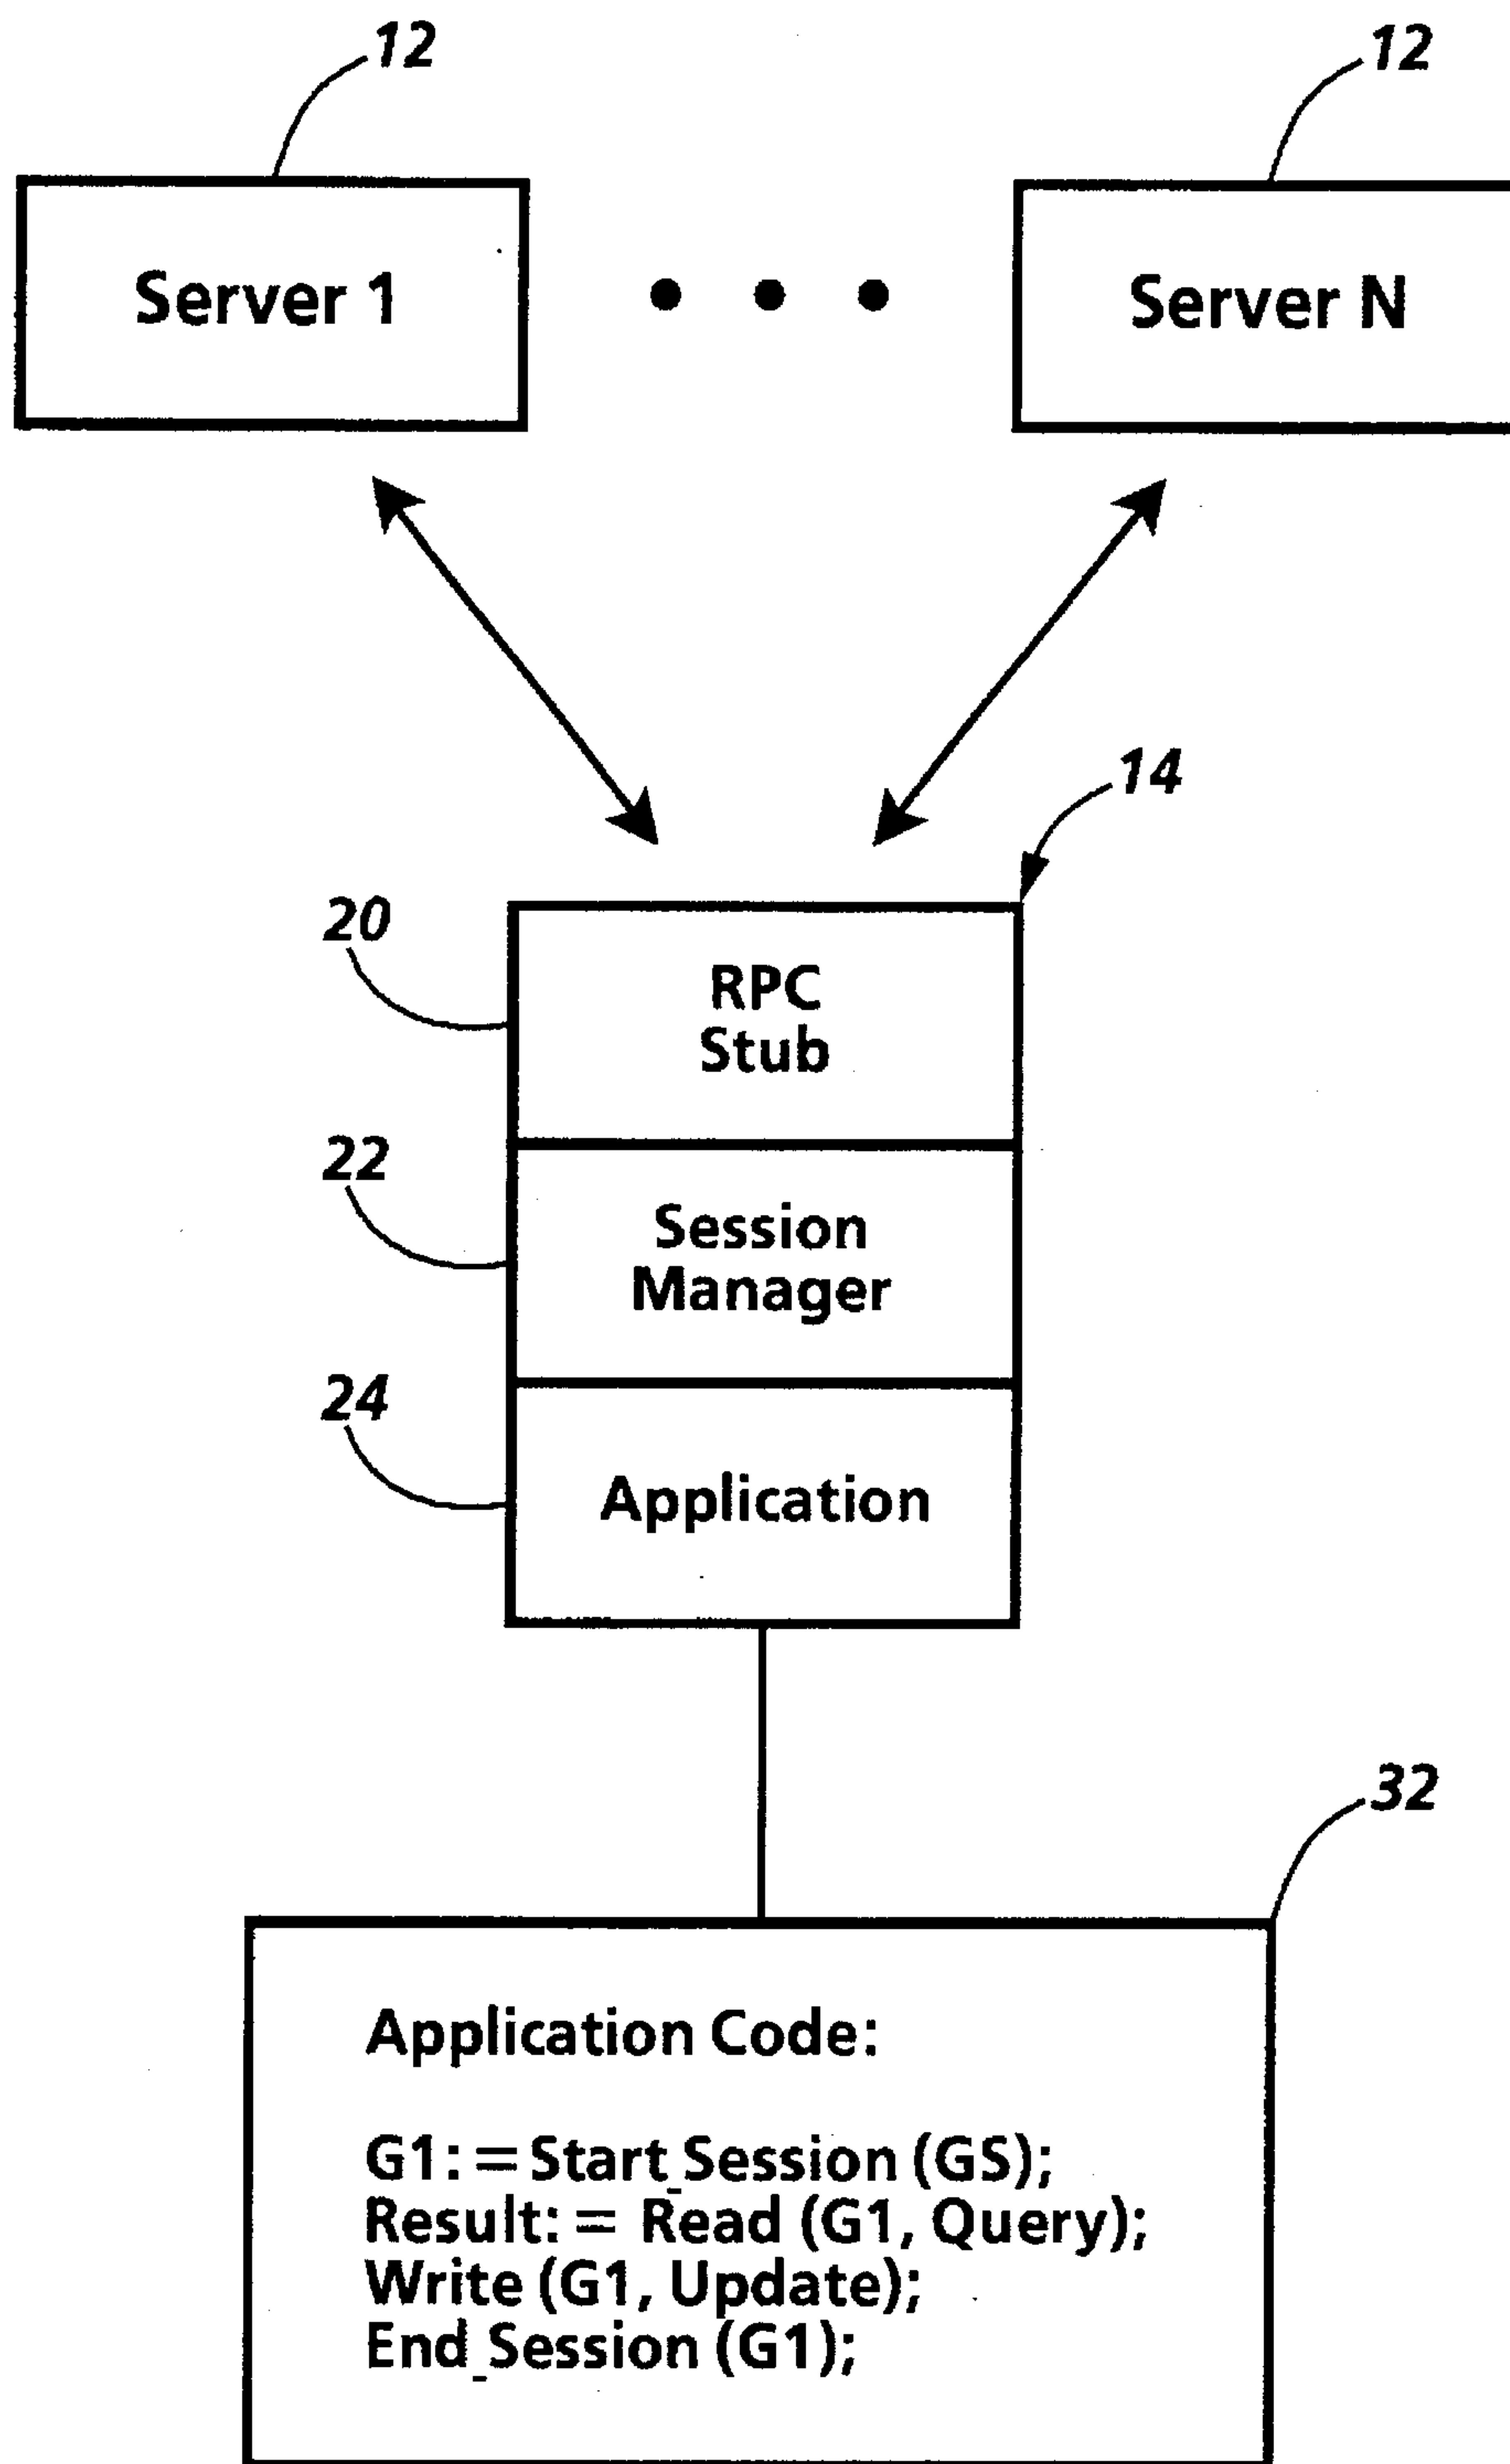 12
12
Server 1
Server N
14
20
RPC
Stub
22
Session
Manager
24
Application
32
Application Code:
G1: = Start_Session (GS);
Result: = Read (G1, Query);
Write (G1, Update);
End_Session (G1);